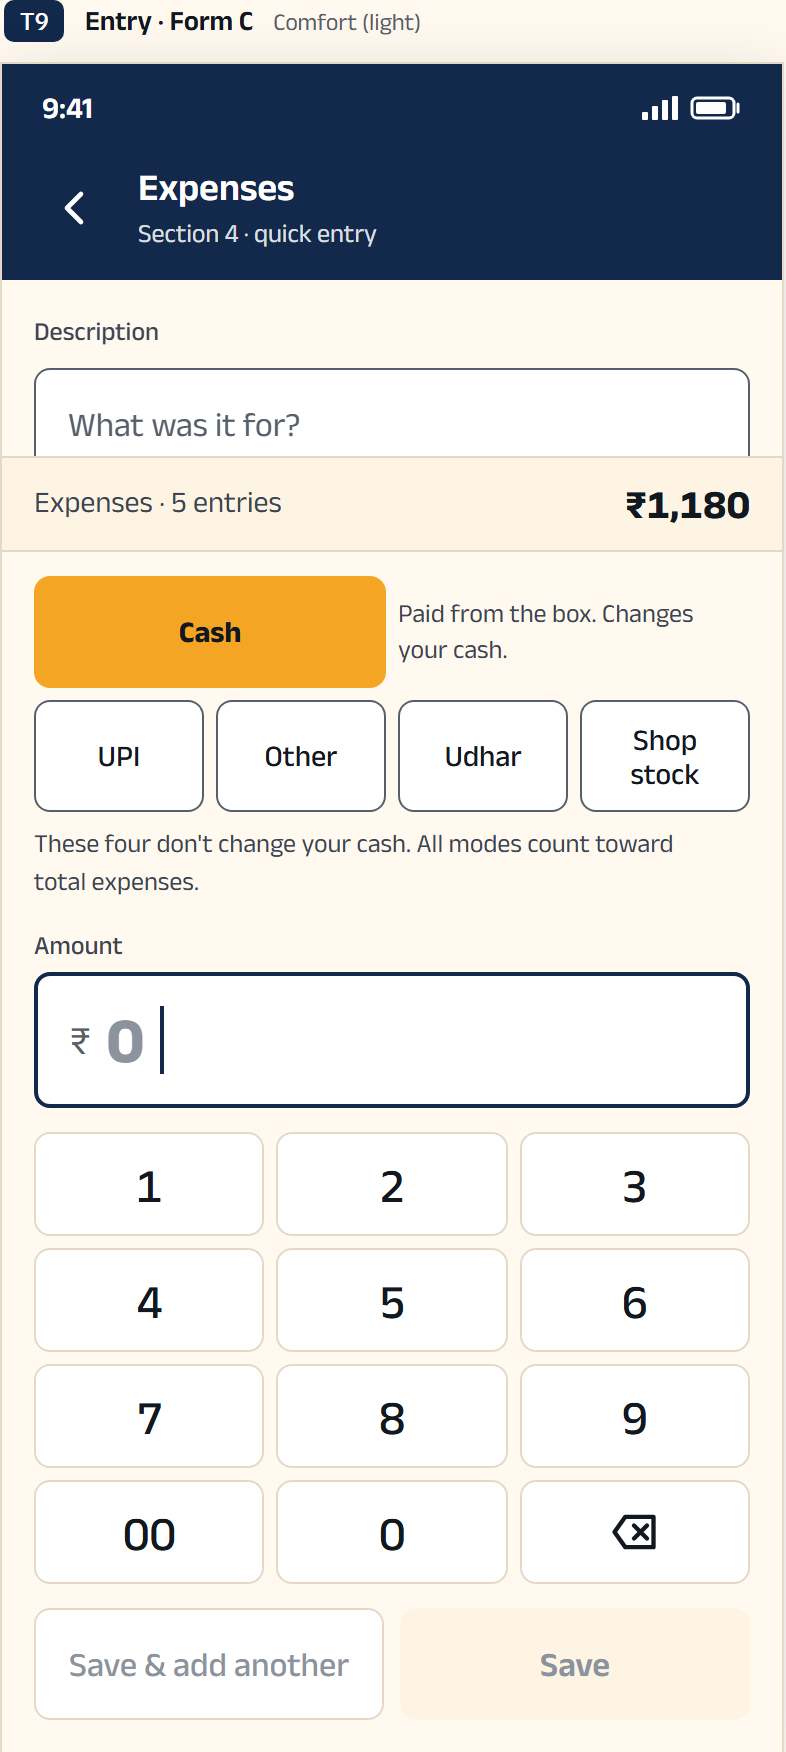 T9 Entry · Form C Comfort (light)
9:41
Expenses
Section 4 · quick entry
Description
What was it for?
Expenses · 5 entries ₹1,180
Cash
Paid from the box. Changes
your cash.
UPI Other Udhar Shop
stock
These four don't change your cash. All modes count toward
total expenses.
Amount
₹ 0
1 2 3
4 5 6
7 8 9
00 0
Save & add another Save